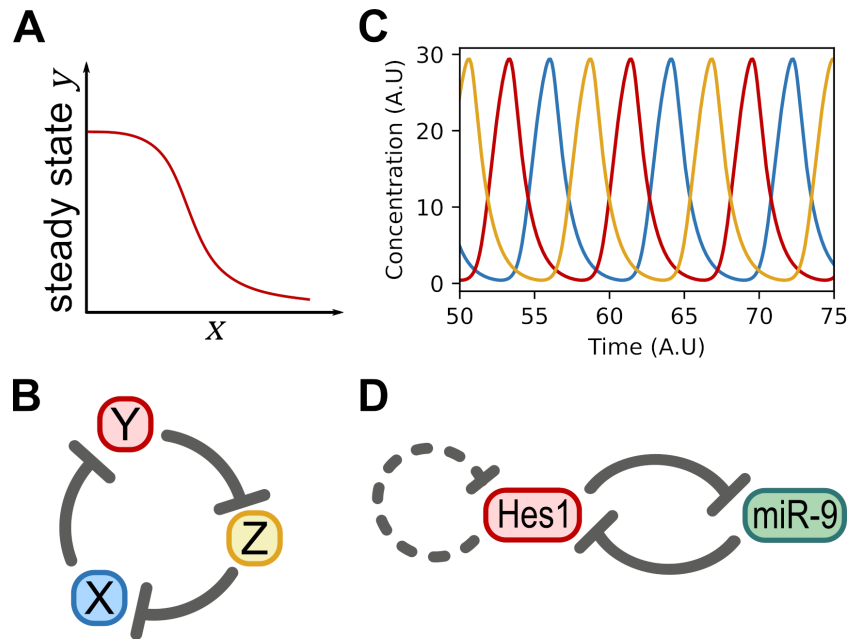 A
steady state y
x
C
Concentration (A.U)
30
20
10
0
50 55 60 65 70 75
Time (A.U)
B
Y
Z
X
D
Hes1
miR-9